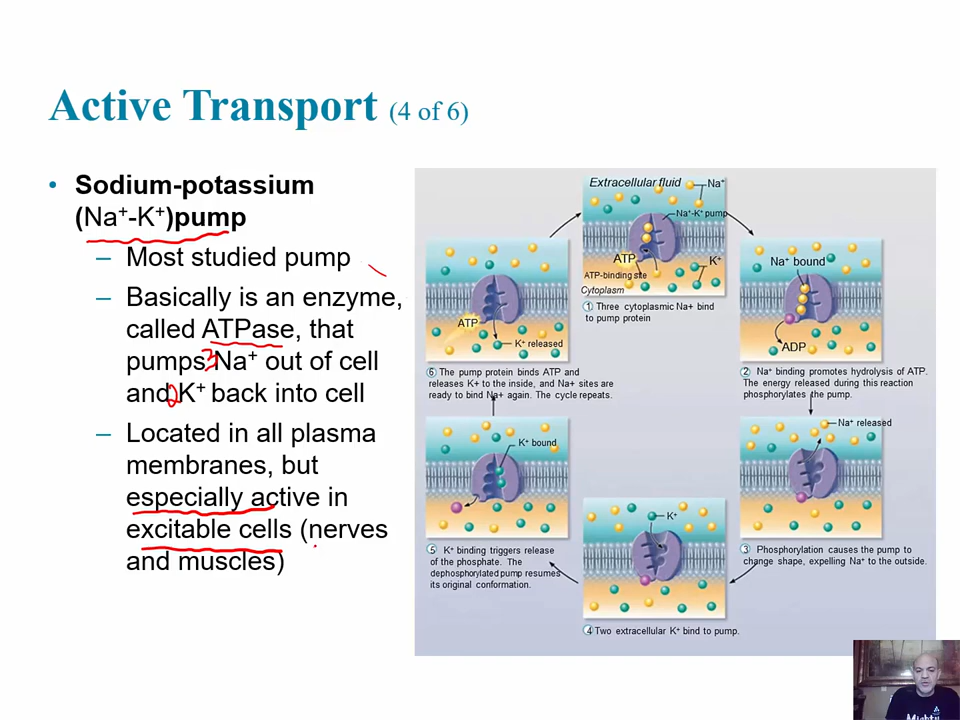 Active Transport (4 of 6)
• Sodium-potassium
(Na⁺-K⁺)pump
– Most studied pump
– Basically is an enzyme,
called ATPase, that
pumps 3 Na⁺ out of cell
and 2 K⁺ back into cell
– Located in all plasma
membranes, but
especially active in
excitable cells (nerves
and muscles)
Extracellular fluid
Na⁺
Na⁺-K⁺ pump
ATP
K⁺
ATP-binding site
Cytoplasm
1 Three cytoplasmic Na+ bind
to pump protein
Na⁺ bound
ADP
2 Na⁺ binding promotes hydrolysis of ATP.
The energy released during this reaction
phosphorylates the pump.
Na⁺ released
3 Phosphorylation causes the pump to
change shape, expelling Na⁺ to the outside.
K⁺
4 Two extracellular K⁺ bind to pump.
K⁺ bound
5 K⁺ binding triggers release
of the phosphate. The
dephosphorylated pump resumes
its original conformation.
ATP
K⁺ released
6 The pump protein binds ATP and
releases K+ to the inside, and Na+ sites are
ready to bind Na+ again. The cycle repeats.
Mighty